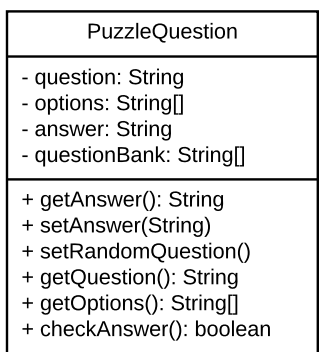 PuzzleQuestion
- question: String
- options: String[]
- answer: String
- questionBank: String[]
+ getAnswer(): String
+ setAnswer(String)
+ setRandomQuestion()
+ getQuestion(): String
+ getOptions(): String[]
+ checkAnswer(): boolean